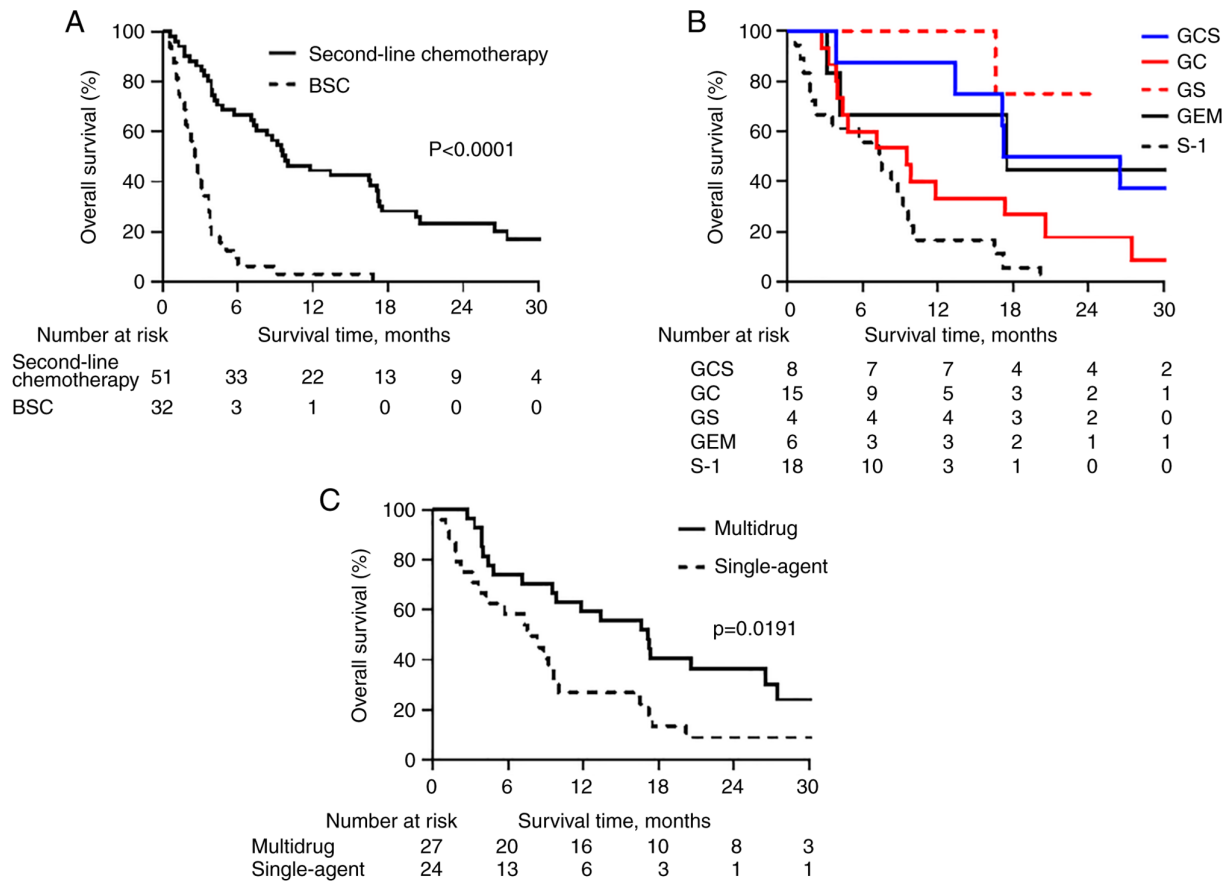 A
100
80
60
40
20
0
Overall survival (%)
Second-line chemotherapy
BSC
P<0.0001
0 6 12 18 24 30
Number at risk Survival time, months
Second-line
chemotherapy 51 33 22 13 9 4
BSC 32 3 1 0 0 0
B
100
80
60
40
20
0
Overall survival (%)
GCS
GC
GS
GEM
S-1
0 6 12 18 24 30
Number at risk Survival time, months
GCS 8 7 7 4 4 2
GC 15 9 5 3 2 1
GS 4 4 4 3 2 0
GEM 6 3 3 2 1 1
S-1 18 10 3 1 0 0
C
100
80
60
40
20
0
Overall survival (%)
Multidrug
Single-agent
p=0.0191
0 6 12 18 24 30
Number at risk Survival time, months
Multidrug 27 20 16 10 8 3
Single-agent 24 13 6 3 1 1